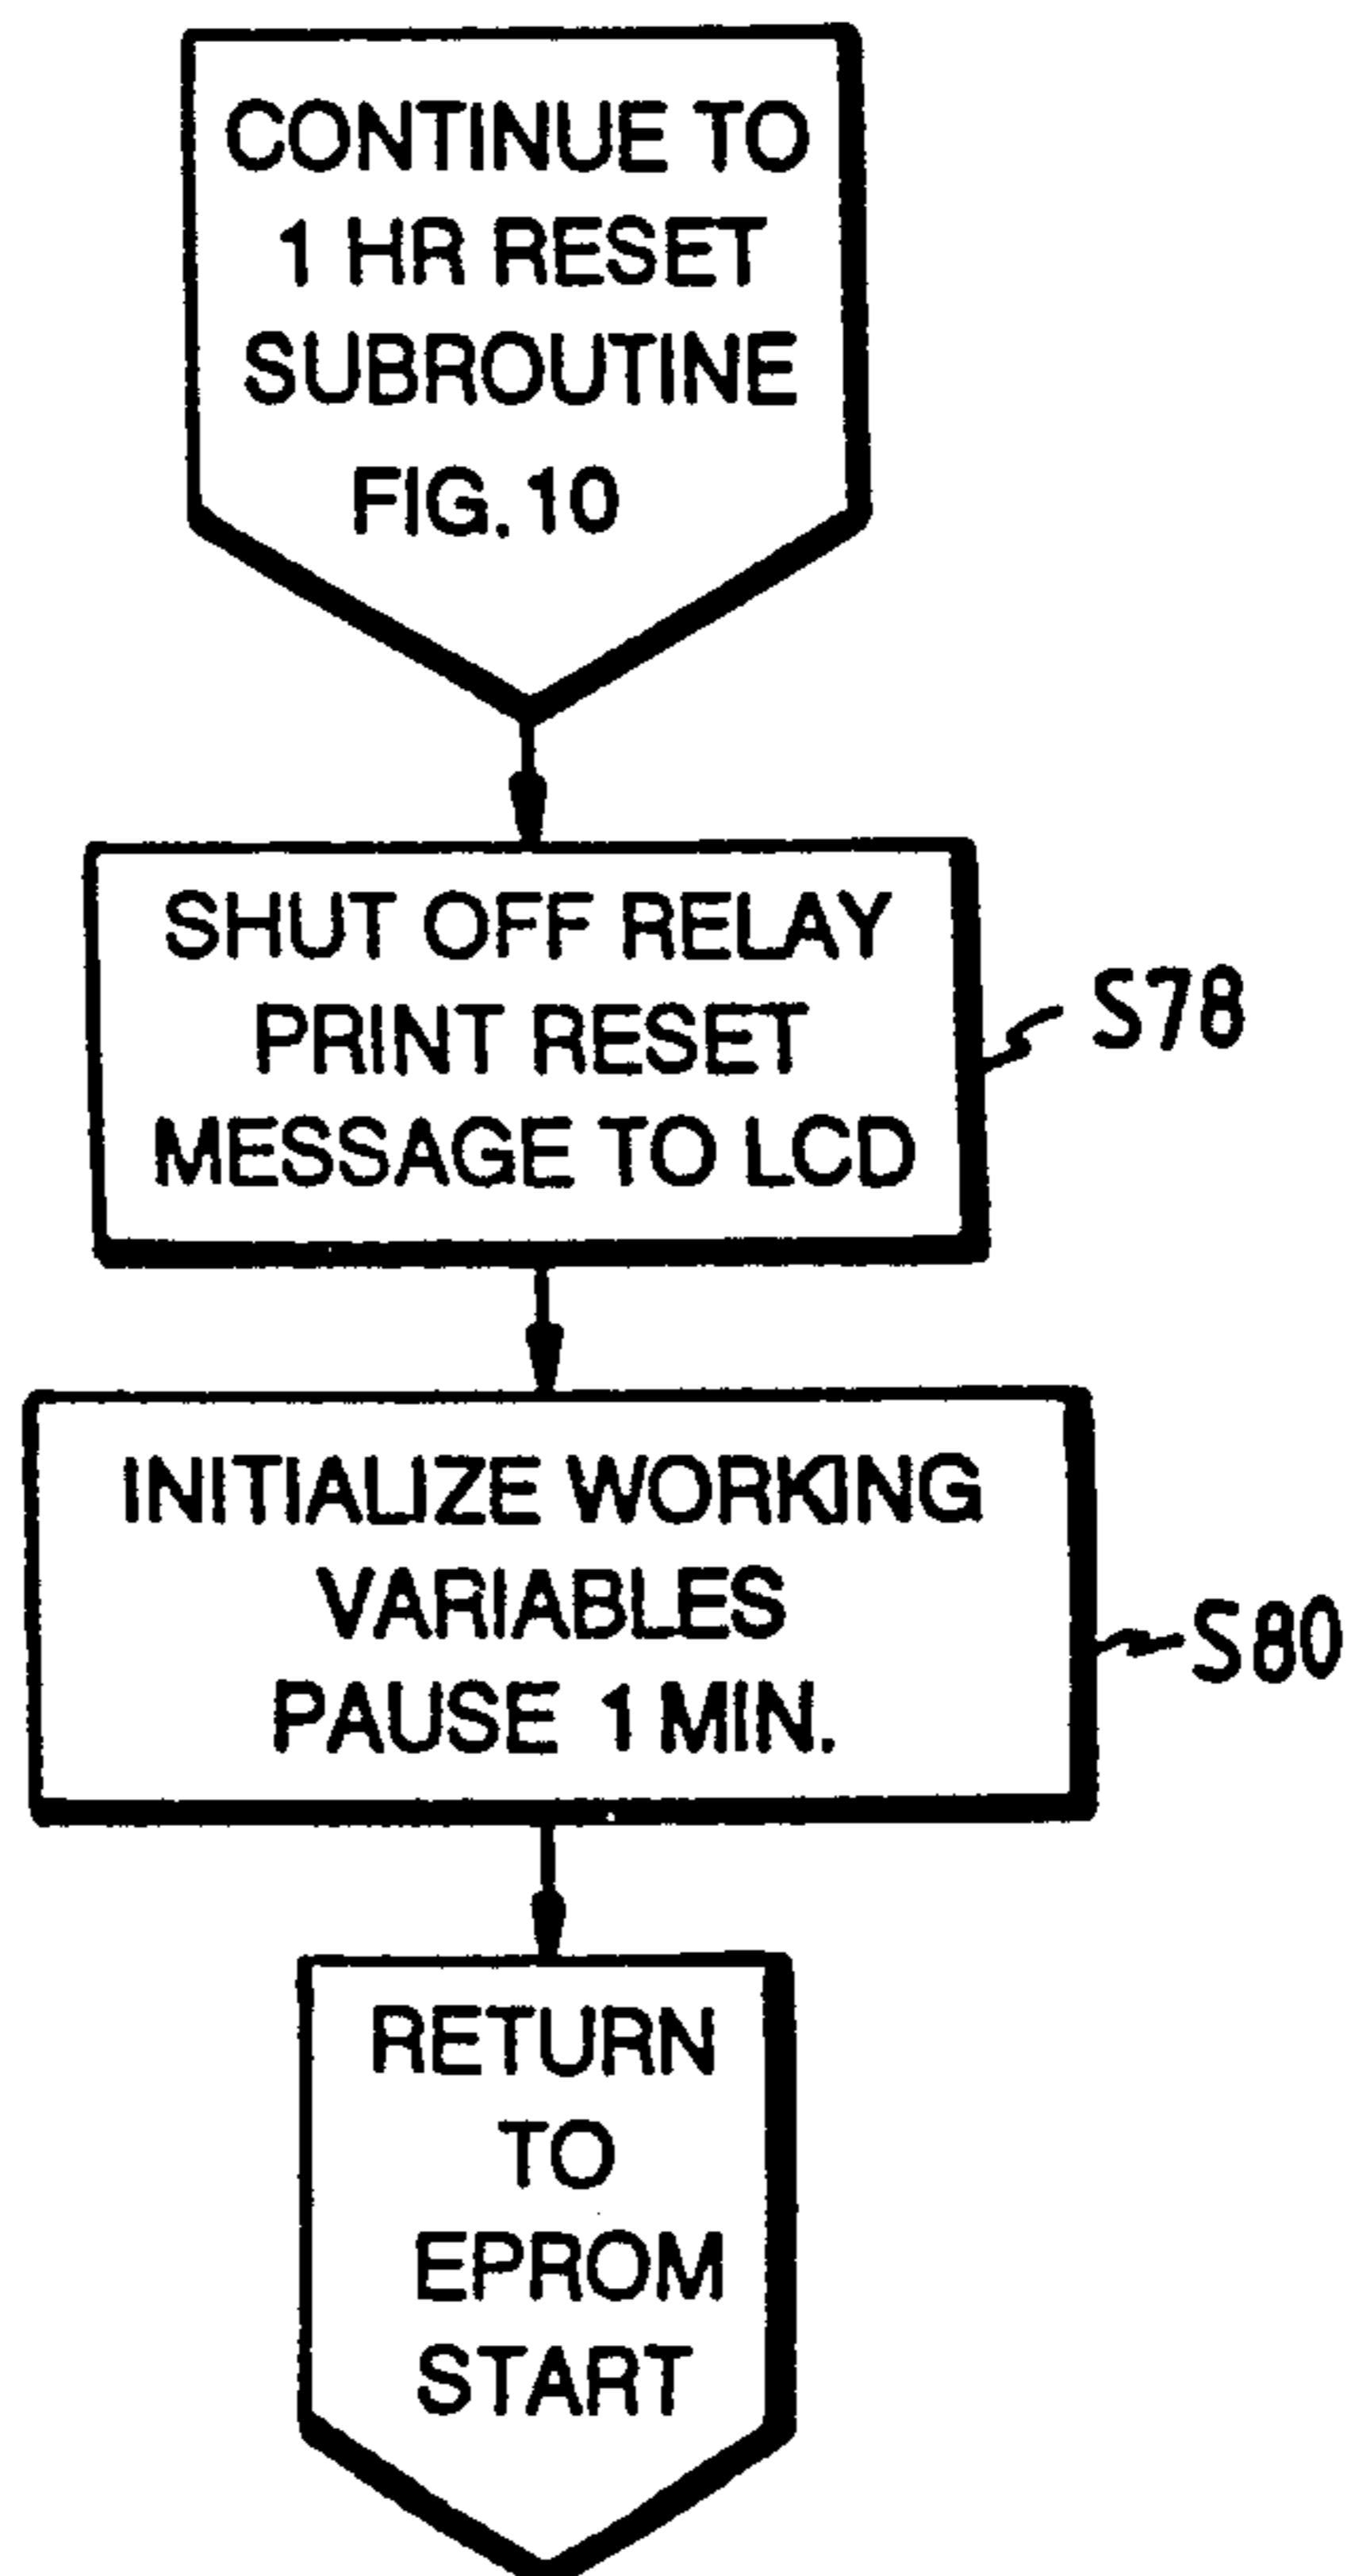 CONTINUE TO
1 HR RESET
SUBROUTINE
FIG. 10
SHUT OFF RELAY
PRINT RESET
MESSAGE TO LCD
S78
INITIALIZE WORKING
VARIABLES
PAUSE 1 MIN.
S80
RETURN
TO
EPROM
START